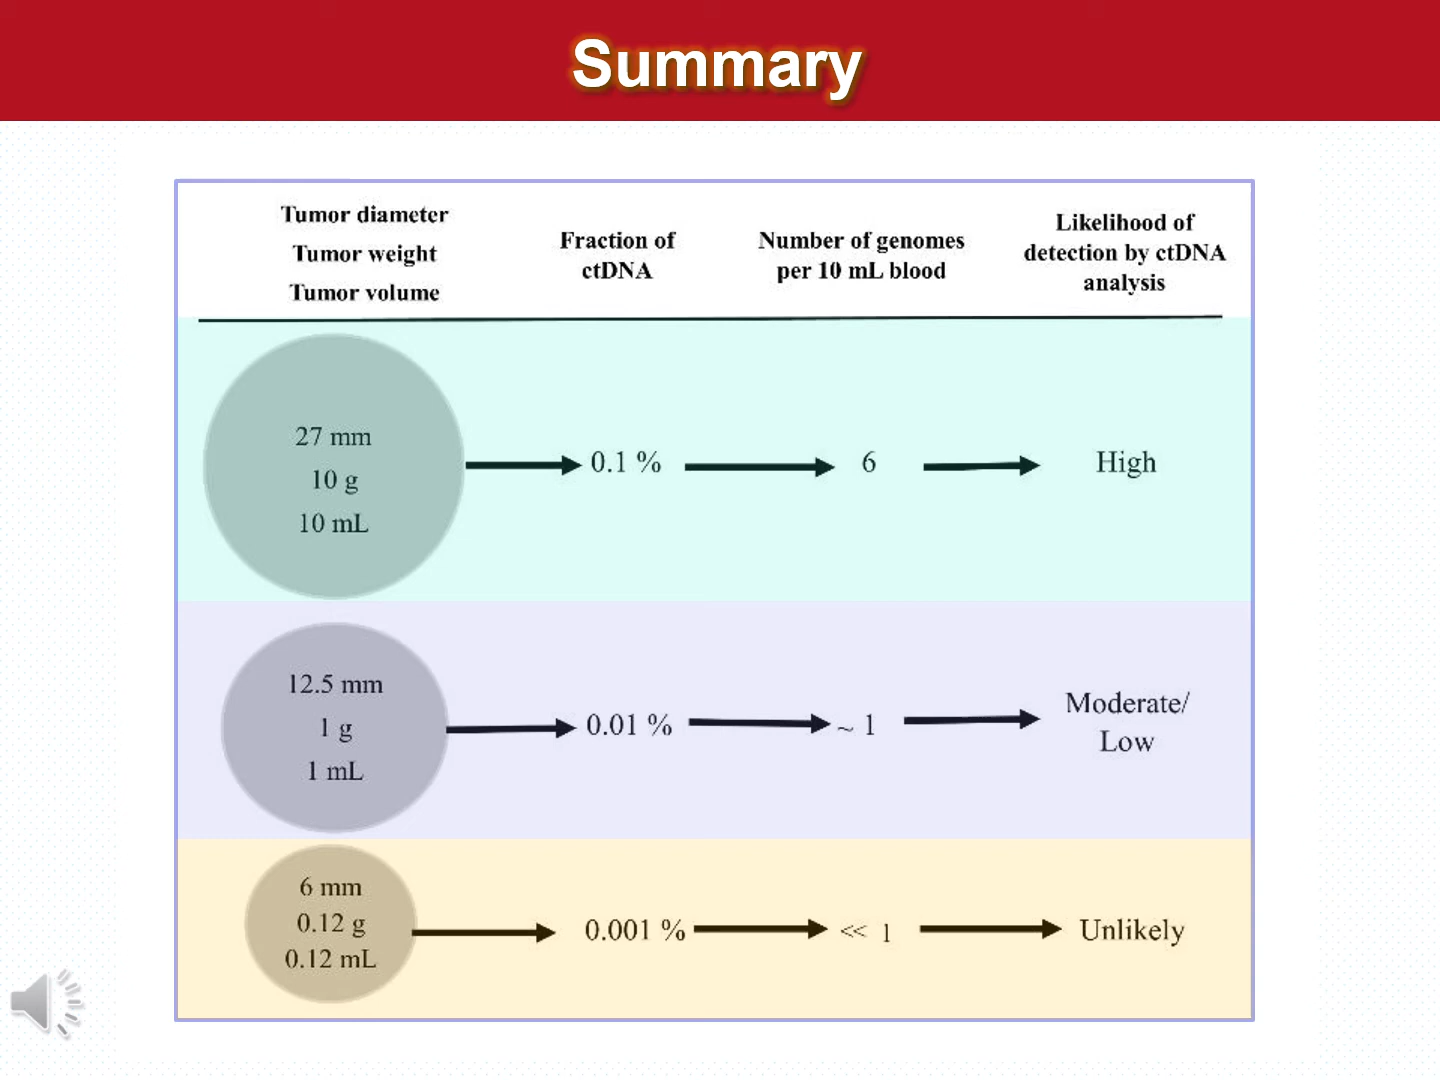 Summary
Tumor diameter
Tumor weight
Tumor volume
Fraction of
ctDNA
Number of genomes
per 10 mL blood
Likelihood of
detection by ctDNA
analysis
27 mm
10 g
10 mL
0.1 %
6
High
12.5 mm
1 g
1 mL
0.01 %
~ 1
Moderate/
Low
6 mm
0.12 g
0.12 mL
0.001 %
<< 1
Unlikely